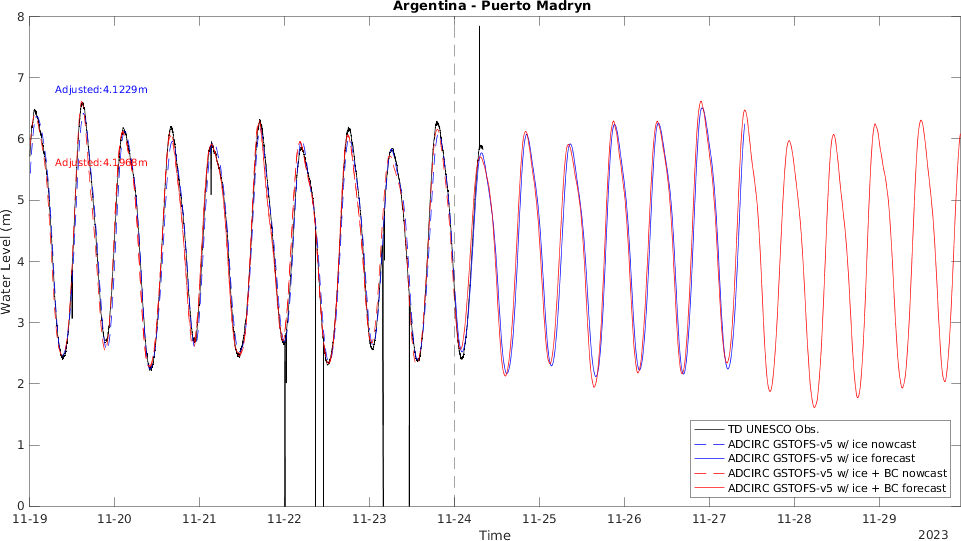 Argentina - Puerto Madryn
8
7
6
5
4
3
2
1
0
Water Level (m)
Adjusted:4.1229m
Adjusted:4.1968m
TD UNESCO Obs.
ADCIRC GSTOFS-v5 w/ ice nowcast
ADCIRC GSTOFS-v5 w/ ice forecast
ADCIRC GSTOFS-v5 w/ ice + BC nowcast
ADCIRC GSTOFS-v5 w/ ice + BC forecast
11-19 11-20 11-21 11-22 11-23 11-24 11-25 11-26 11-27 11-28 11-29
Time
2023